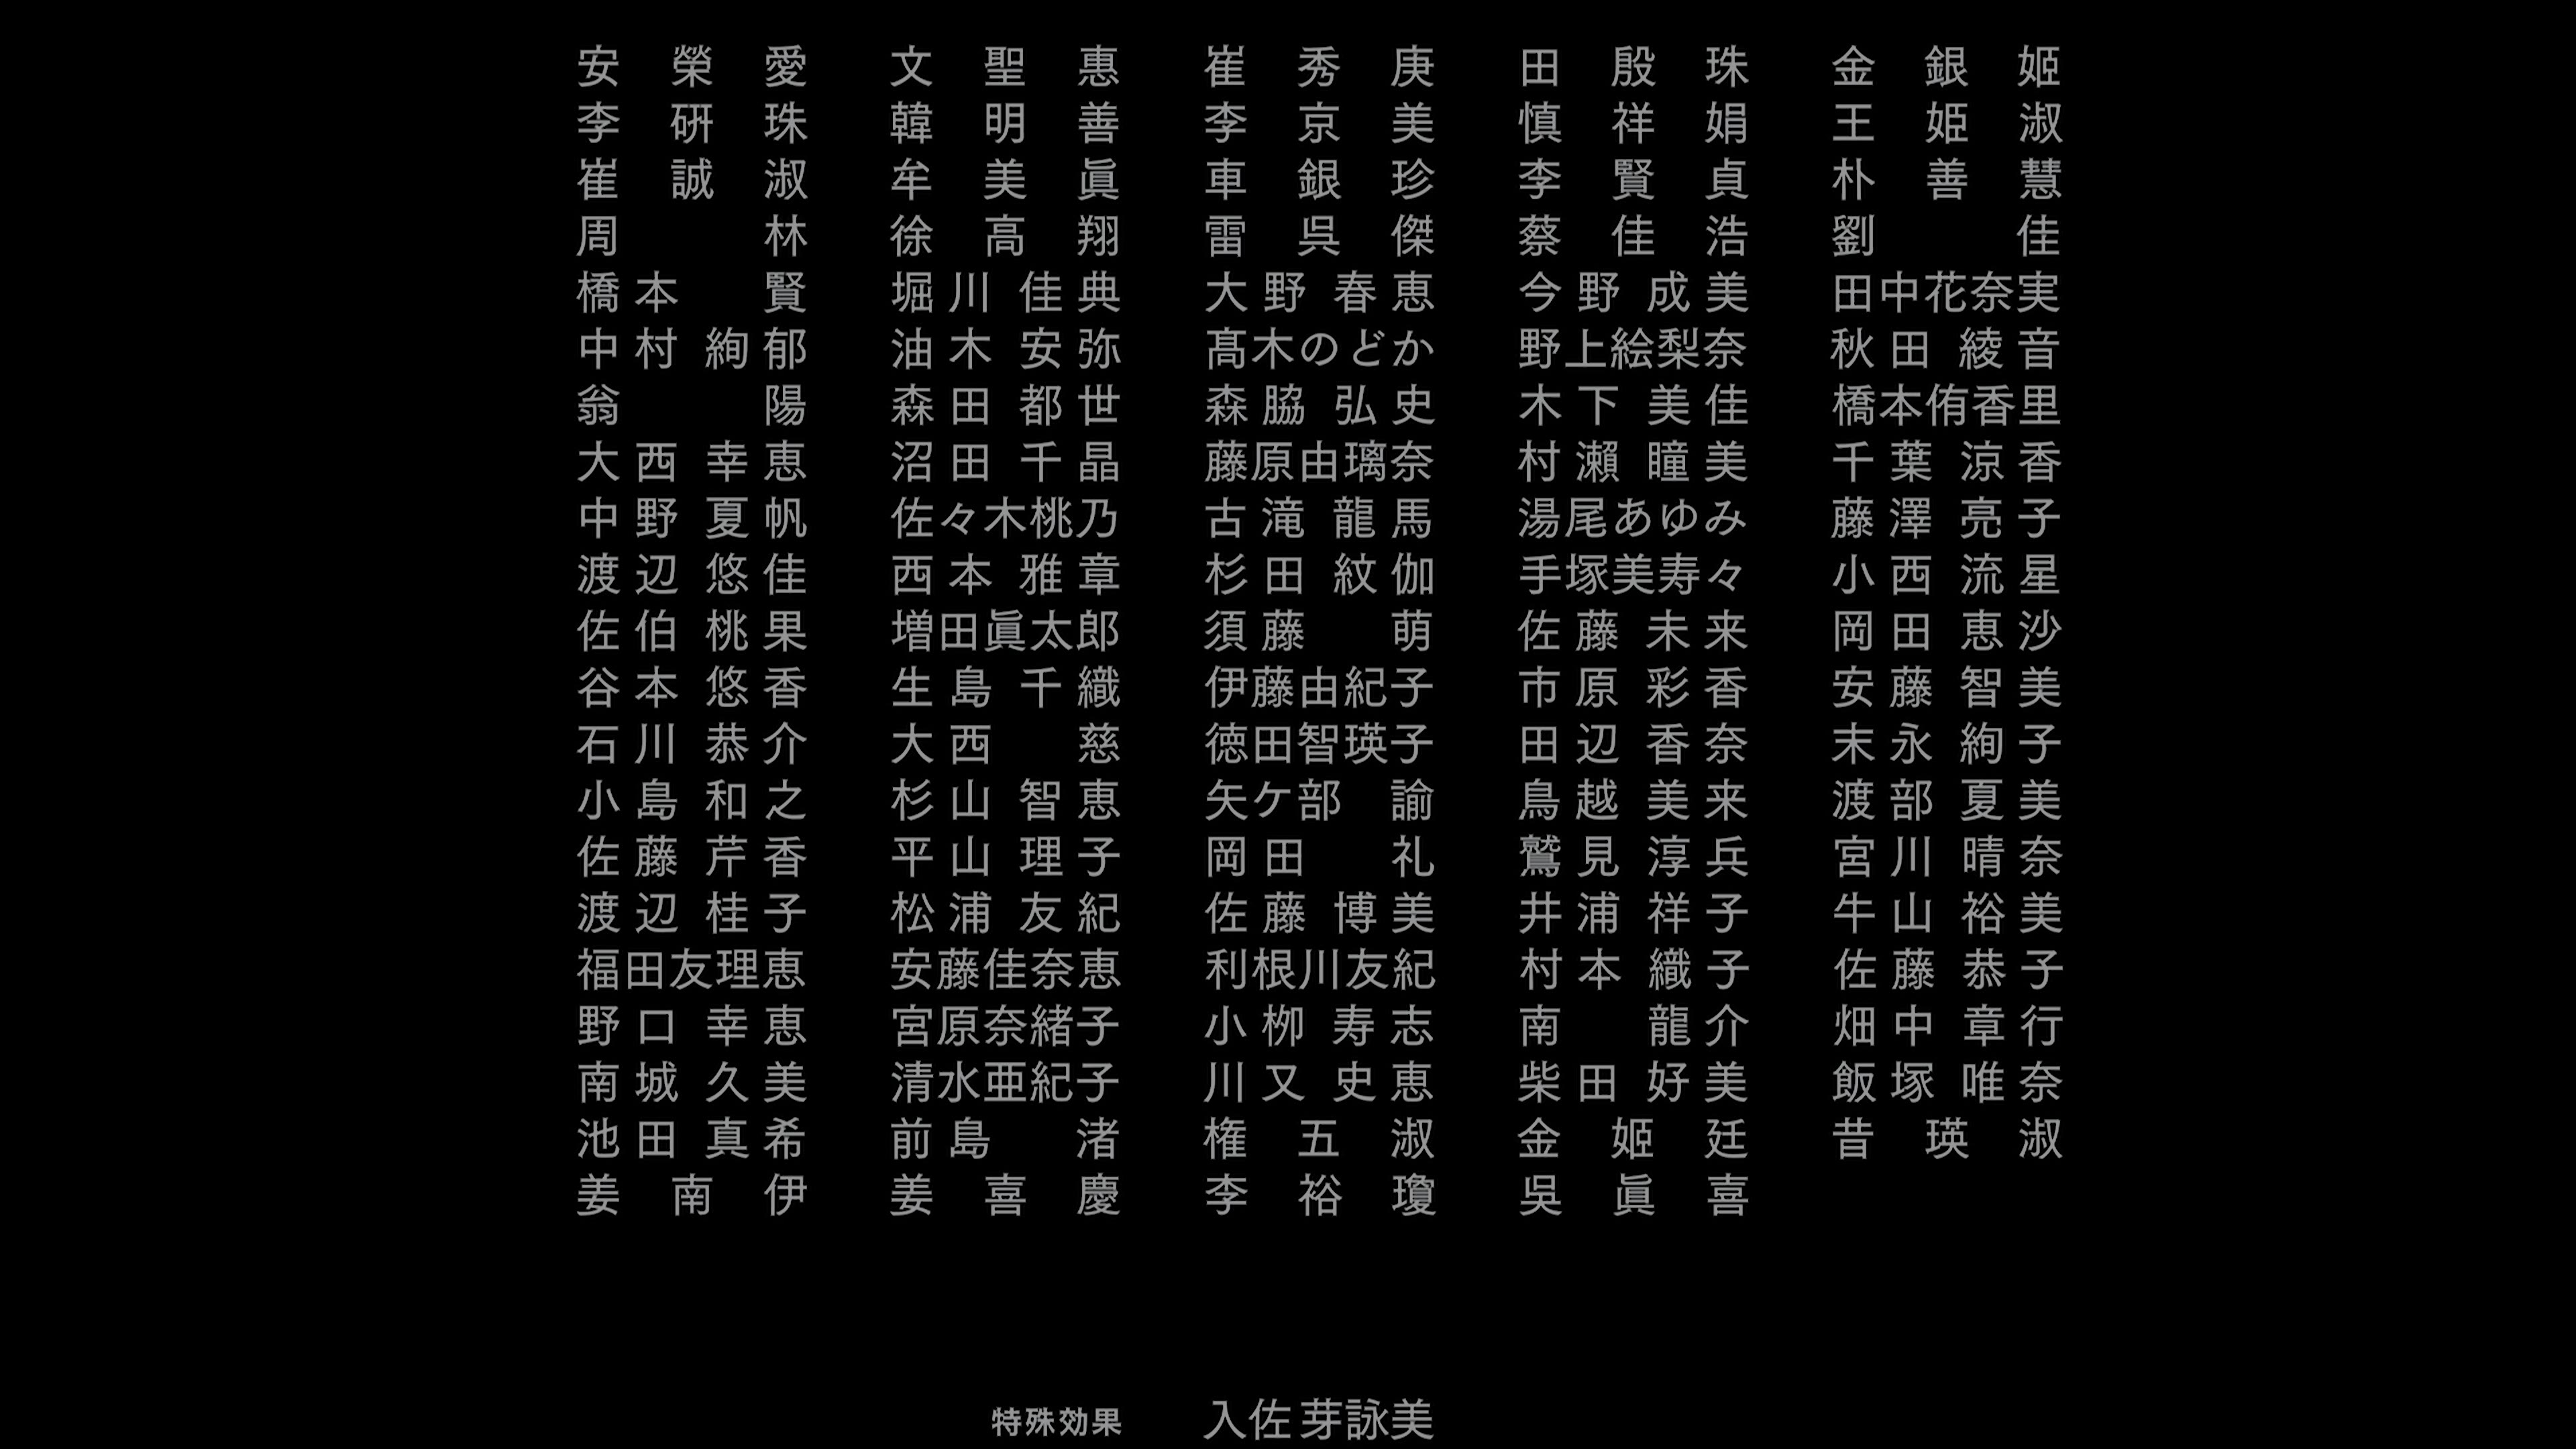 安榮愛 文聖惠 崔秀庚 田殷珠 金銀姫
李硏珠 韓明善 李京美 慎祥娟 王姫淑
崔誠淑 牟美眞 車銀珍 李賢貞 朴善慧
周林 徐高翔 雷呉傑 蔡佳浩 劉佳
橋本賢 堀川佳典 大野春恵 今野成美 田中花奈実
中村絢郁 油木安弥 髙木のどか 野上絵梨奈 秋田綾音
翁陽 森田都世 森脇弘史 木下美佳 橋本侑香里
大西幸恵 沼田千晶 藤原由璃奈 村瀬瞳美 千葉涼香
中野夏帆 佐々木桃乃 古滝龍馬 湯尾あゆみ 藤澤亮子
渡辺悠佳 西本雅章 杉田紋伽 手塚美寿々 小西流星
佐伯桃果 増田眞太郎 須藤萌 佐藤未来 岡田恵沙
谷本悠香 生島千織 伊藤由紀子 市原彩香 安藤智美
石川恭介 大西慈 徳田智瑛子 田辺香奈 末永絢子
小島和之 杉山智恵 矢ケ部諭 鳥越美来 渡部夏美
佐藤芹香 平山理子 岡田礼 鷲見淳兵 宮川晴奈
渡辺桂子 松浦友紀 佐藤博美 井浦祥子 牛山裕美
福田友理恵 安藤佳奈恵 利根川友紀 村本織子 佐藤恭子
野口幸恵 宮原奈緒子 小栁寿志 南龍介 畑中章行
南城久美 清水亜紀子 川又史恵 柴田好美 飯塚唯奈
池田真希 前島渚 権五淑 金姫廷 昔瑛淑
姜南伊 姜喜慶 李裕瓊 呉眞喜
特殊効果 入佐芽詠美